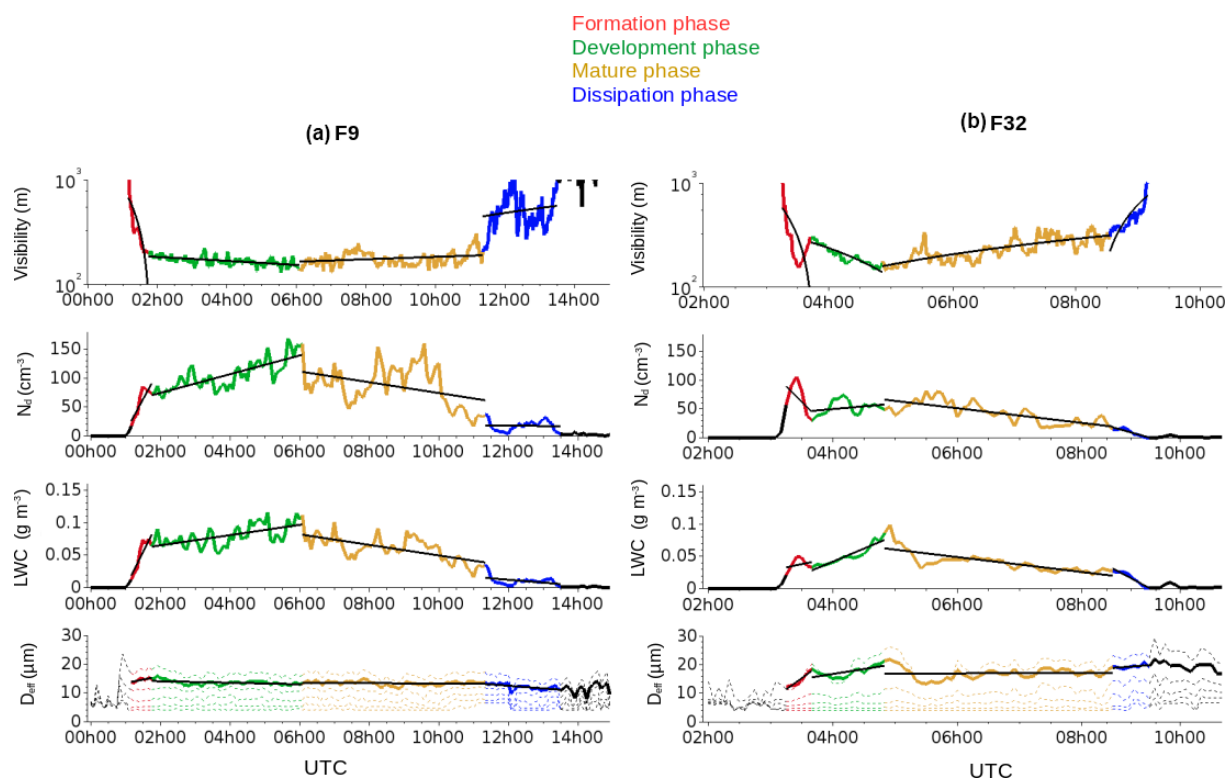 Formation phase
Development phase
Mature phase
Dissipation phase
(a) F9
(b) F32
Visibility (m)
10³
10²
00h00 02h00 04h00 06h00 08h00 10h00 12h00 14h00
Visibility (m)
10³
10²
02h00 04h00 06h00 08h00 10h00
N_d (cm⁻³)
150
100
50
0
00h00 02h00 04h00 06h00 08h00 10h00 12h00 14h00
N_d (cm⁻³)
150
100
50
0
02h00 04h00 06h00 08h00 10h00
LWC (g m⁻³)
0.15
0.1
0.05
0
00h00 02h00 04h00 06h00 08h00 10h00 12h00 14h00
LWC (g m⁻³)
0.15
0.1
0.05
0
02h00 04h00 06h00 08h00 10h00
D_eff (µm)
30
20
10
0
00h00 02h00 04h00 06h00 08h00 10h00 12h00 14h00
UTC
D_eff (µm)
30
20
10
0
02h00 04h00 06h00 08h00 10h00
UTC